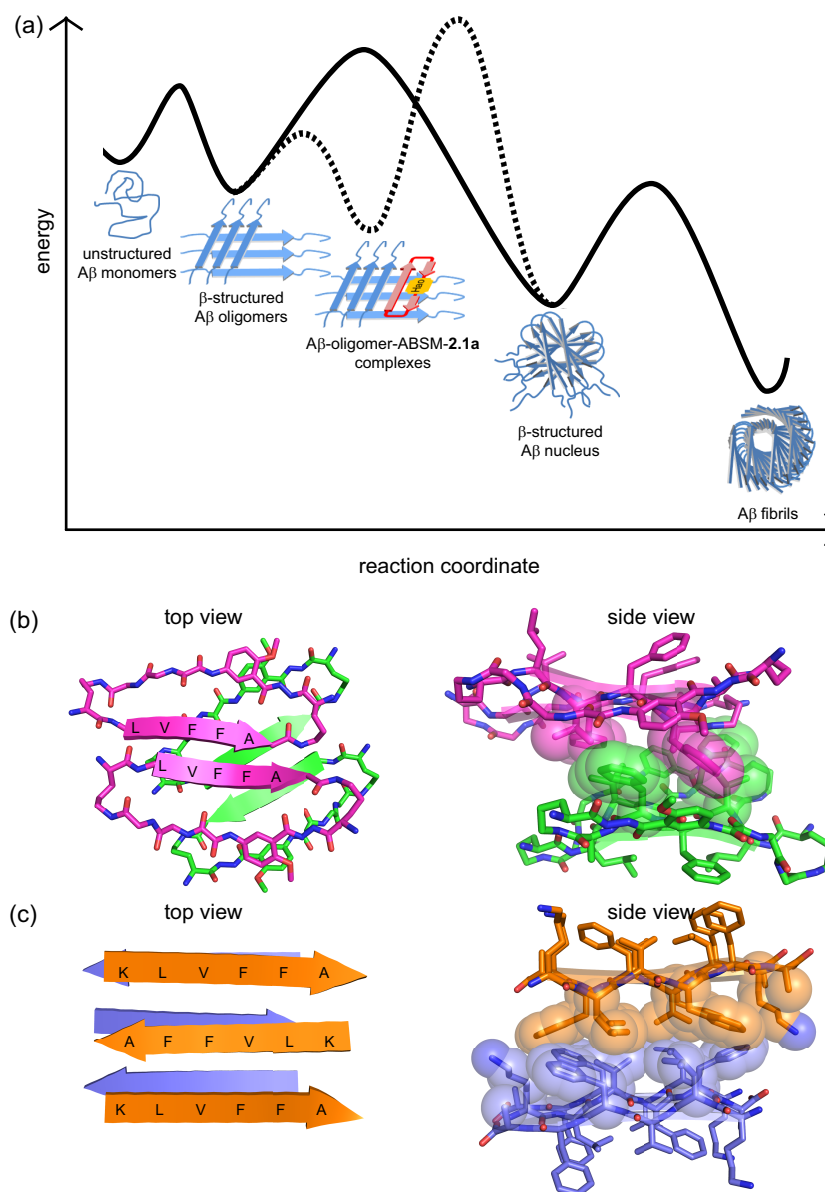 (a)
energy
unstructured
Aβ monomers
β-structured
Aβ oligomers
Hao
Aβ-oligomer-ABSM-2.1a
complexes
β-structured
Aβ nucleus
Aβ fibrils
reaction coordinate
(b)
top view
side view
L V F F A
L V F F A
(c)
top view
side view
K L V F F A
A F F V L K
K L V F F A